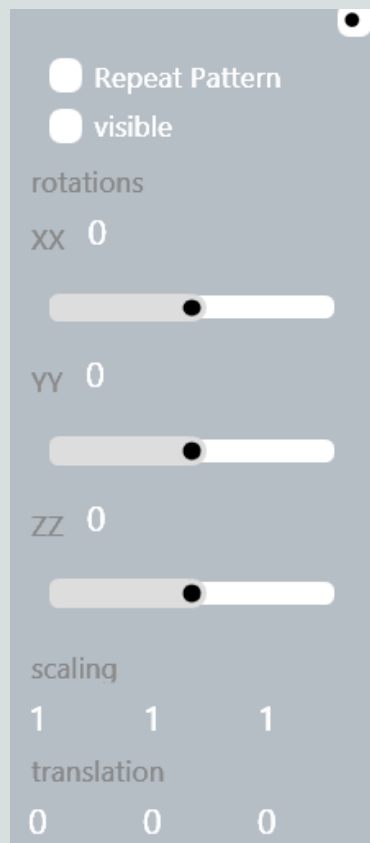 Repeat Pattern
visible
rotations
XX 0
YY 0
ZZ 0
scaling
1 1 1
translation
0 0 0